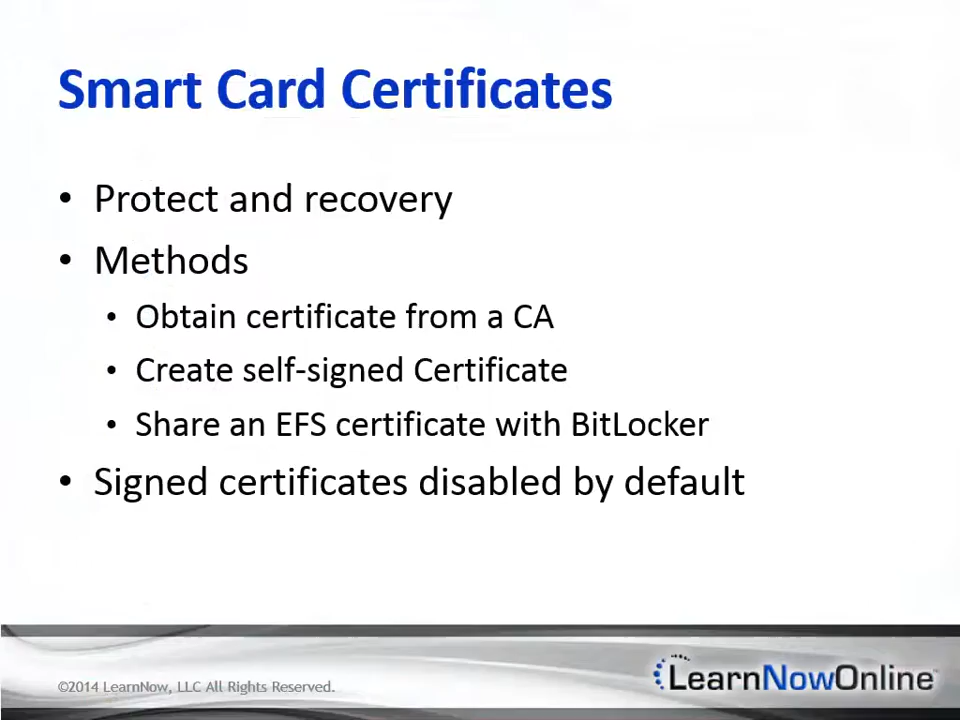 Smart Card Certificates
• Protect and recovery
• Methods
• Obtain certificate from a CA
• Create self-signed Certificate
• Share an EFS certificate with BitLocker
• Signed certificates disabled by default
©2014 LearnNow, LLC All Rights Reserved.
LearnNowOnline